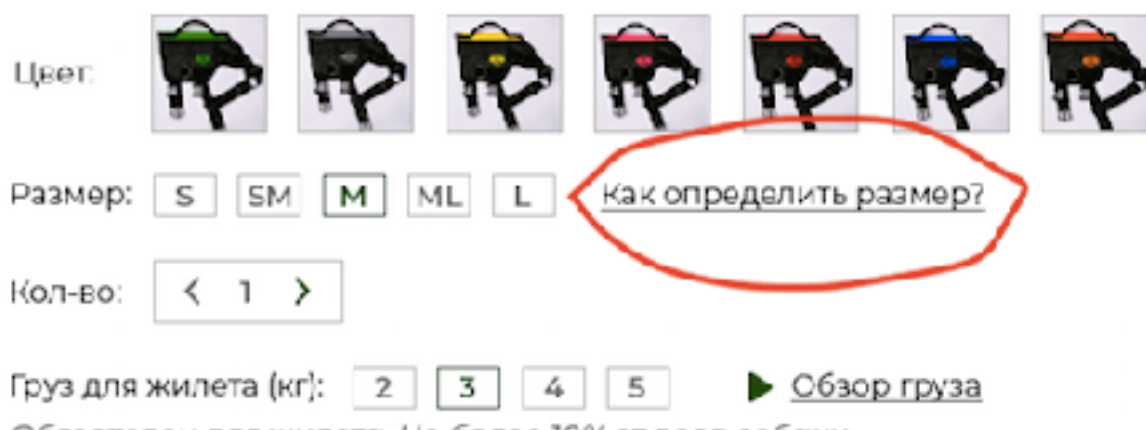 Цвет:
Размер: S SM M ML L Как определить размер?
Кол-во: < 1 >
Груз для жилета (кг): 2 3 4 5 ▶ Обзор груза